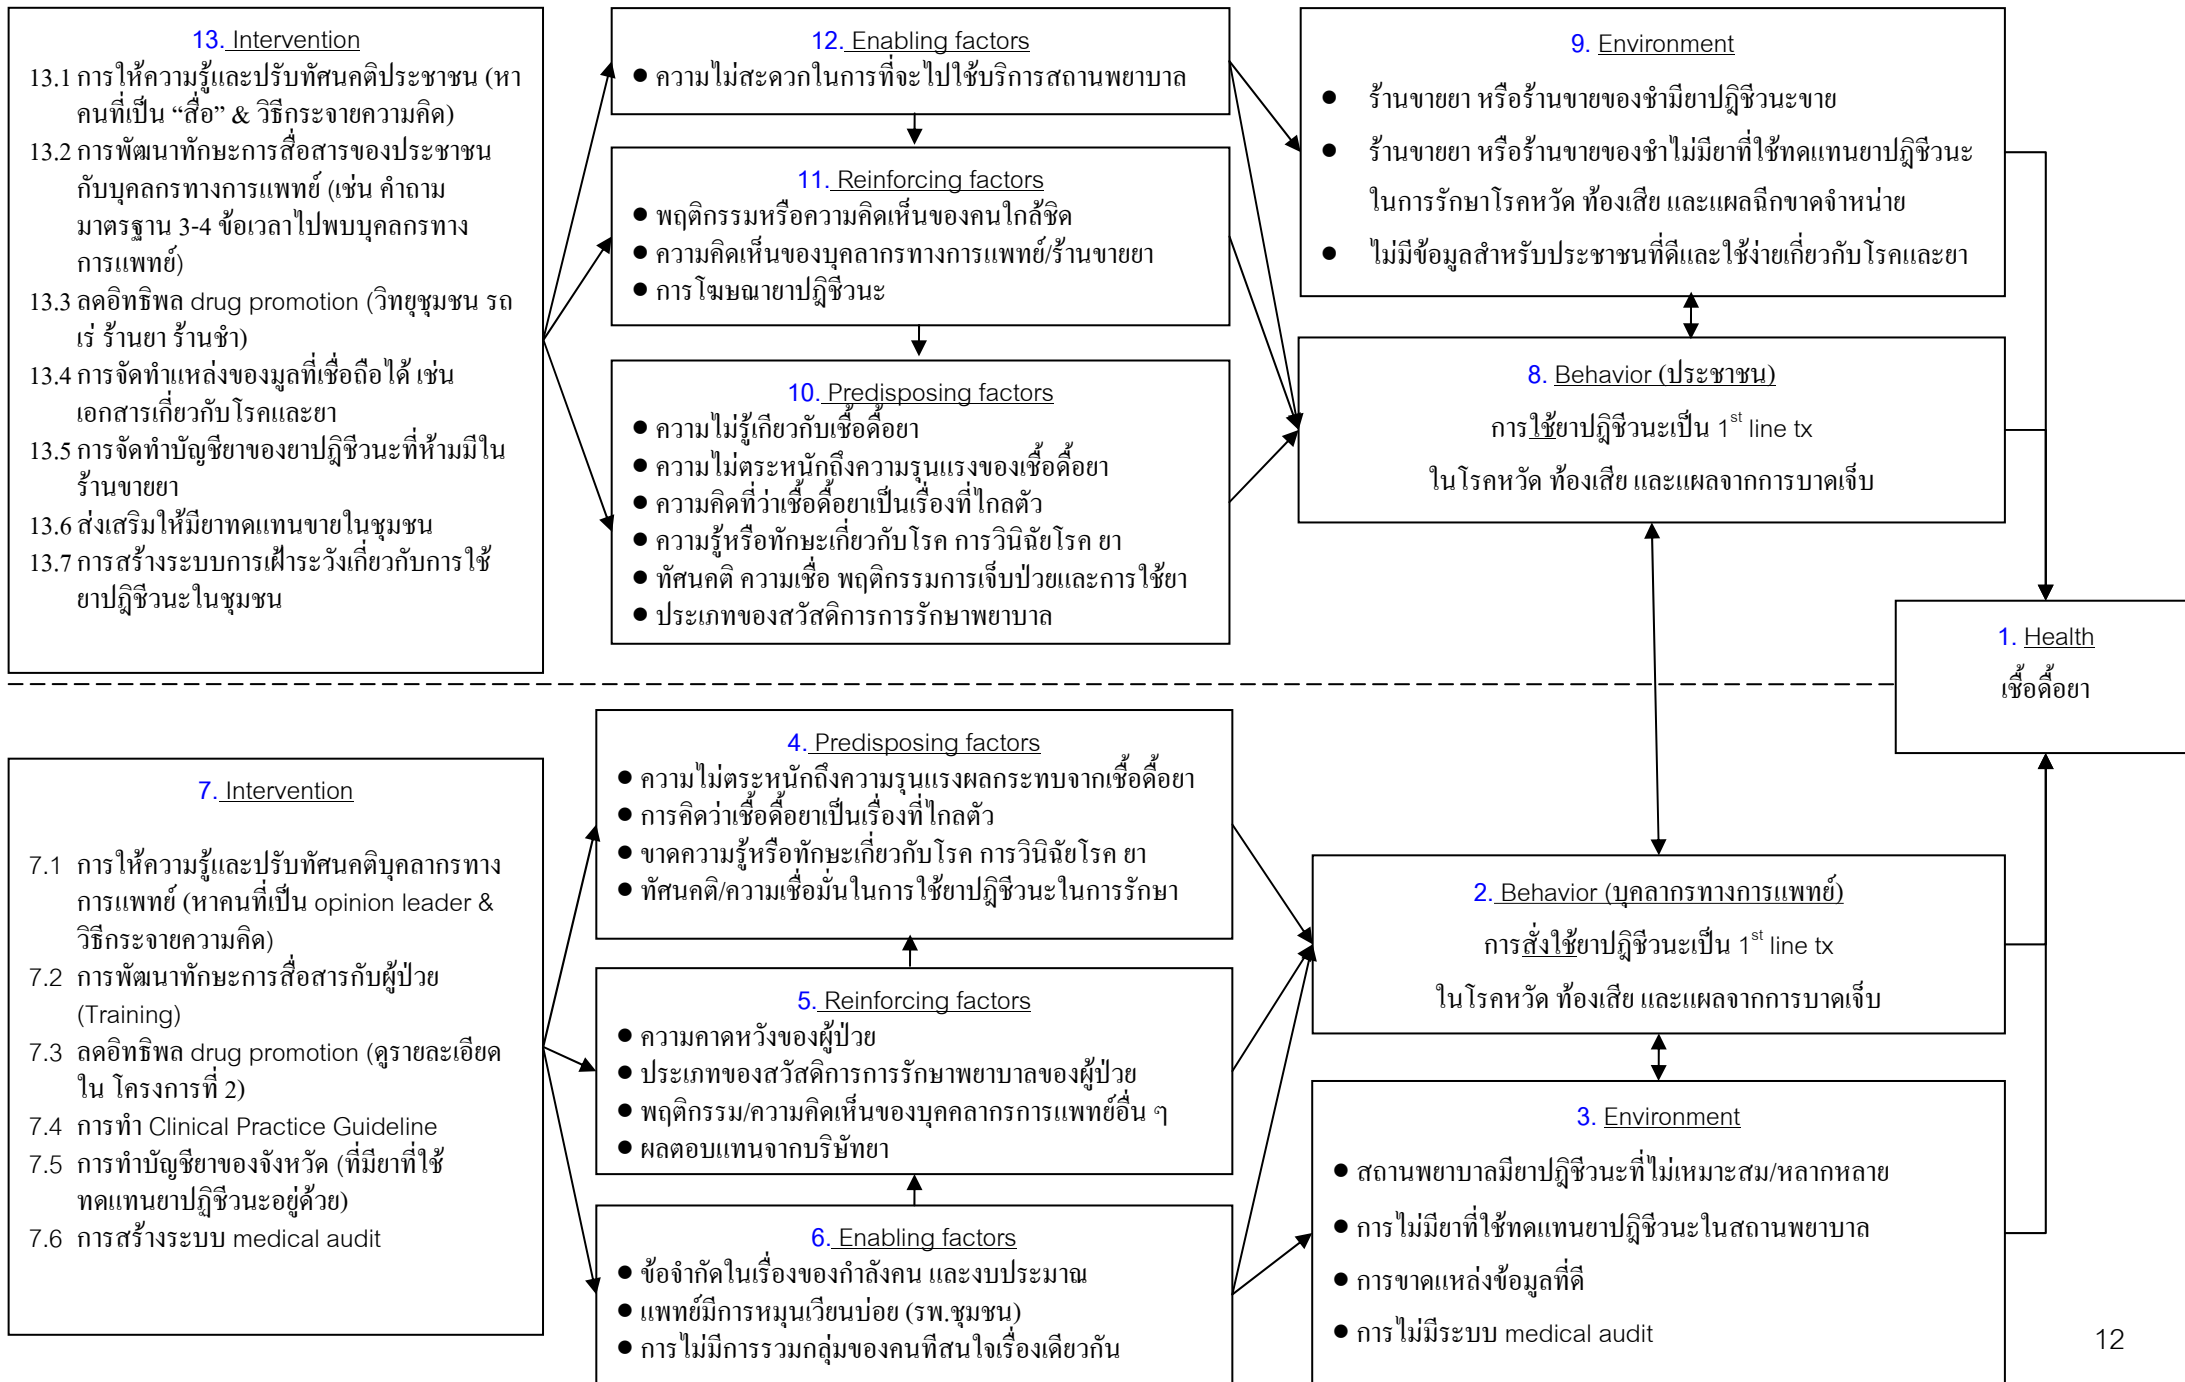 13. Intervention
13.1 การให้ความรู้และปรับทัศนคติประชาชน (หา
คนที่เป็น “สื่อ” & วิธีกระจายความคิด)
13.2 การพัฒนาทักษะการสื่อสารของประชาชน
กับบุคลกรทางการแพทย์ (เช่น คำถาม
มาตรฐาน 3-4 ข้อเวลาไปพบบุคลกรทาง
การแพทย์)
13.3 ลดอิทธิพล drug promotion (วิทยุชุมชน รถ
เร่ ร้านยา ร้านชำ)
13.4 การจัดทำแหล่งของมูลที่เชื่อถือได้ เช่น
เอกสารเกี่ยวกับโรคและยา
13.5 การจัดทำบัญชียาของยาปฎิชีวนะที่ห้ามมีใน
ร้านขายยา
13.6 ส่งเสริมให้มียาทดแทนขายในชุมชน
13.7 การสร้างระบบการเฝ้าระวังเกี่ยวกับการใช้
ยาปฎิชีวนะในชุมชน
12. Enabling factors
● ความไม่สะดวกในการที่จะไปใช้บริการสถานพยาบาล
11. Reinforcing factors
● พฤติกรรมหรือความคิดเห็นของคนใกล้ชิด
● ความคิดเห็นของบุคลากรทางการแพทย์/ร้านขายยา
● การโฆษณายาปฎิชีวนะ
10. Predisposing factors
● ความไม่รู้เกี่ยวกับเชื้อดื้อยา
● ความไม่ตระหนักถึงความรุนแรงของเชื้อดื้อยา
● ความคิดที่ว่าเชื้อดื้อยาเป็นเรื่องที่ไกลตัว
● ความรู้หรือทักษะเกี่ยวกับโรค การวินิฉัยโรค ยา
● ทัศนคติ ความเชื่อ พฤติกรรมการเจ็บป่วยและการใช้ยา
● ประเภทของสวัสดิการการรักษาพยาบาล
9. Environment
● ร้านขายยา หรือร้านขายของชำมียาปฎิชีวนะขาย
● ร้านขายยา หรือร้านขายของชำไม่มียาที่ใช้ทดแทนยาปฎิชีวนะ
ในการรักษาโรคหวัด ท้องเสีย และแผลฉีกขาดจำหน่าย
● ไม่มีข้อมูลสำหรับประชาชนที่ดีและใช้ง่ายเกี่ยวกับโรคและยา
8. Behavior (ประชาชน)
การใช้ยาปฎิชีวนะเป็น 1st line tx
ในโรคหวัด ท้องเสีย และแผลจากการบาดเจ็บ
1. Health
เชื้อดื้อยา
7. Intervention
7.1 การให้ความรู้และปรับทัศนคติบุคลากรทาง
การแพทย์ (หาคนที่เป็น opinion leader &
วิธีกระจายความคิด)
7.2 การพัฒนาทักษะการสื่อสารกับผู้ป่วย
(Training)
7.3 ลดอิทธิพล drug promotion (ดูรายละเอียด
ใน โครงการที่ 2)
7.4 การทำ Clinical Practice Guideline
7.5 การทำบัญชียาของจังหวัด (ที่มียาที่ใช้
ทดแทนยาปฏิชีวนะอยู่ด้วย)
7.6 การสร้างระบบ medical audit
4. Predisposing factors
● ความไม่ตระหนักถึงความรุนแรงผลกระทบจากเชื้อดื้อยา
● การคิดว่าเชื้อดื้อยาเป็นเรื่องที่ไกลตัว
● ขาดความรู้หรือทักษะเกี่ยวกับโรค การวินิฉัยโรค ยา
● ทัศนคติ/ความเชื่อมั่นในการใช้ยาปฎิชีวนะในการรักษา
5. Reinforcing factors
● ความคาดหวังของผู้ป่วย
● ประเภทของสวัสดิการการรักษาพยาบาลของผู้ป่วย
● พฤติกรรม/ความคิดเห็นของบุคคลากรการแพทย์อื่น ๆ
● ผลตอบแทนจากบริษัทยา
6. Enabling factors
● ข้อจำกัดในเรื่องของกำลังคน และงบประมาณ
● แพทย์มีการหมุนเวียนบ่อย (รพ.ชุมชน)
● การไม่มีการรวมกลุ่มของคนทีสนใจเรื่องเดียวกัน
2. Behavior (บุคลากรทางการแพทย์)
การสั่งใช้ยาปฎิชีวนะเป็น 1st line tx
ในโรคหวัด ท้องเสีย และแผลจากการบาดเจ็บ
3. Environment
● สถานพยาบาลมียาปฎิชีวนะที่ไม่เหมาะสม/หลากหลาย
● การไม่มียาที่ใช้ทดแทนยาปฎิชีวนะในสถานพยาบาล
● การขาดแหล่งข้อมูลที่ดี
● การไม่มีระบบ medical audit
12